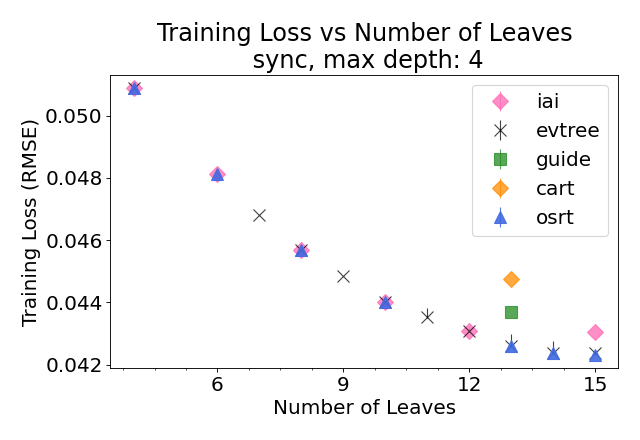 Training Loss vs Number of Leaves
sync, max depth: 4
Training Loss (RMSE)
0.050
0.048
0.046
0.044
0.042
6
9
12
15
Number of Leaves
iai
evtree
guide
cart
osrt